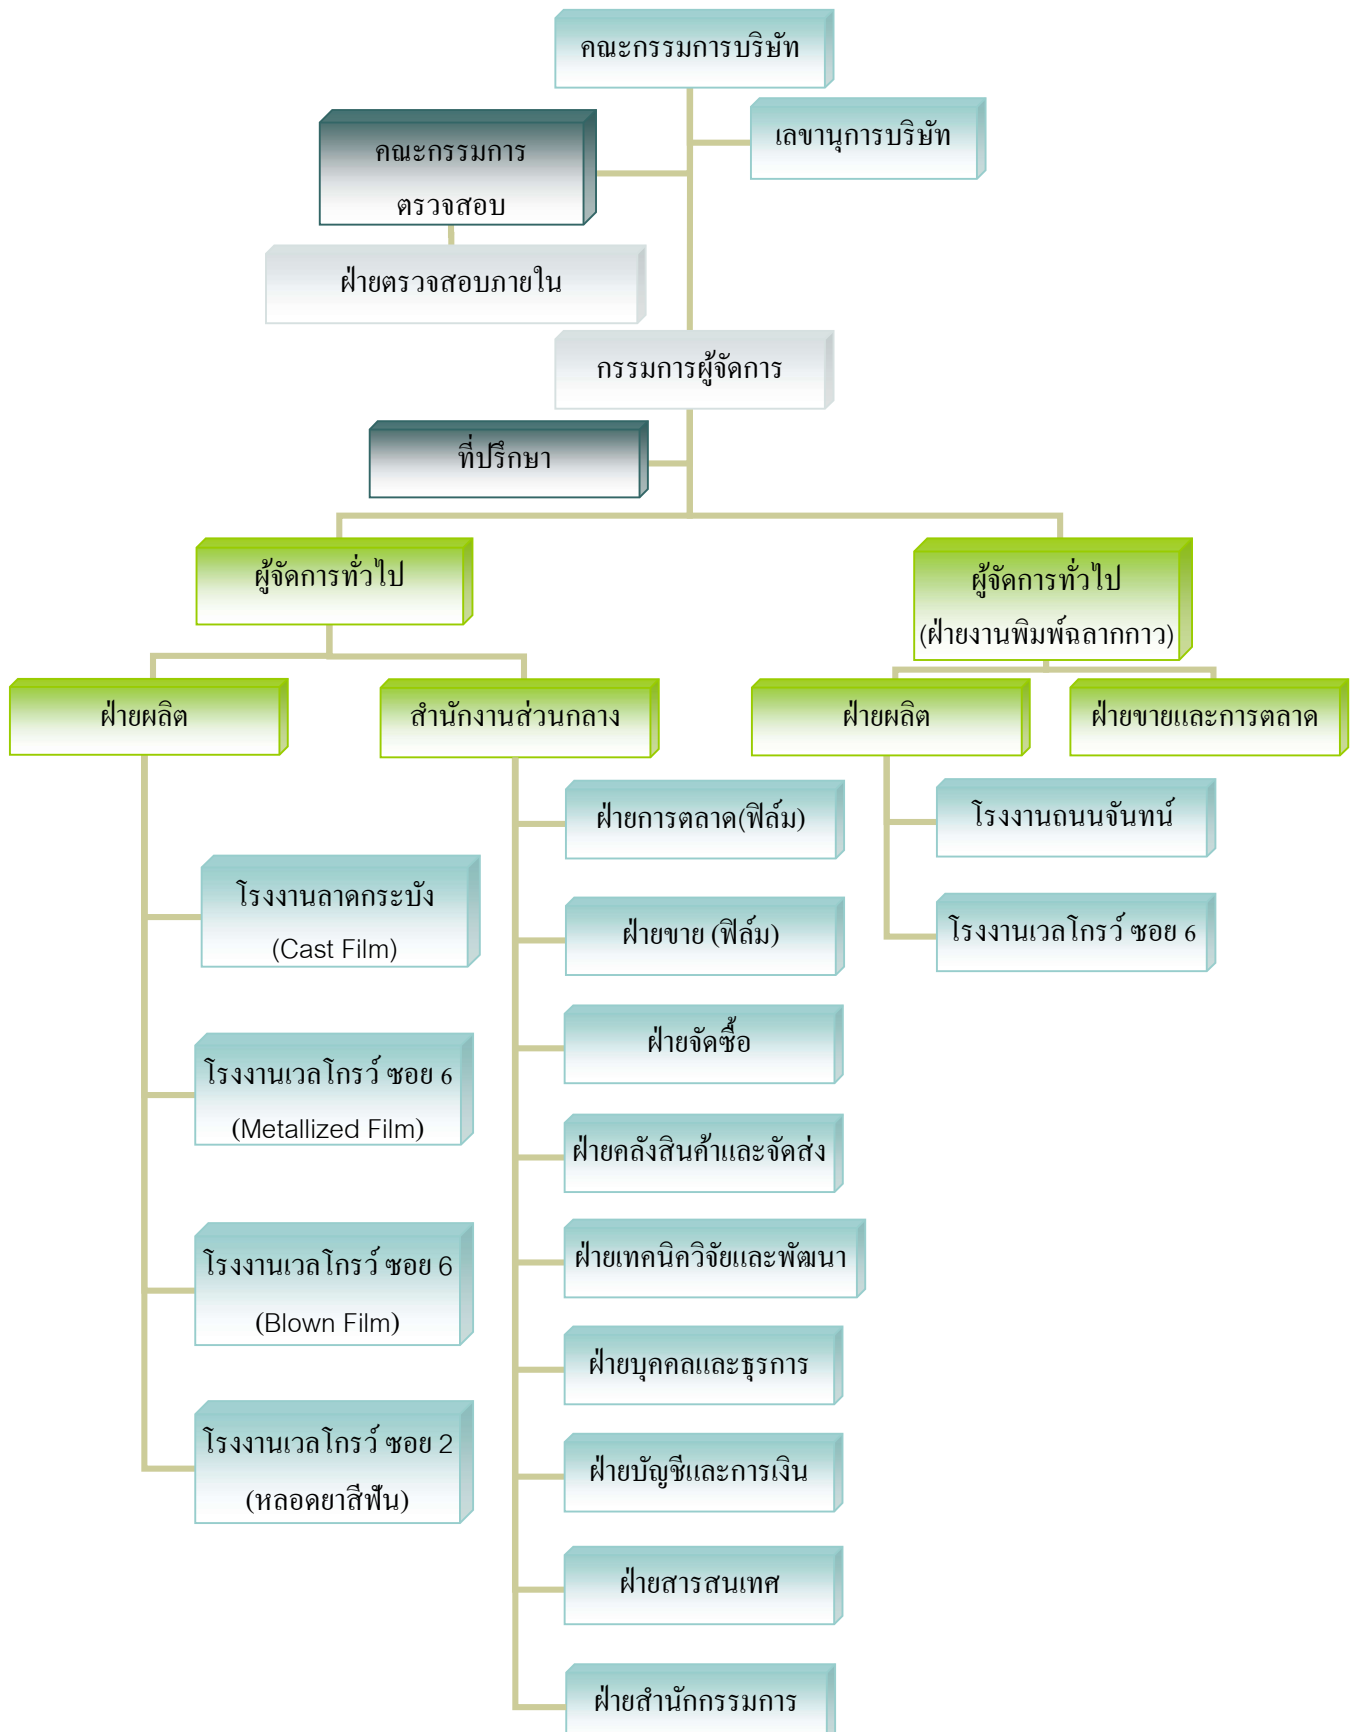 คณะกรรมการบริษัท
เลขานุการบริษัท
คณะกรรมการ
ตรวจสอบ
ฝ่ายตรวจสอบภายใน
กรรมการผู้จัดการ
ที่ปรึกษา
ผู้จัดการทั่วไป
ผู้จัดการทั่วไป
(ฝ่ายงานพิมพ์ฉลากกาว)
ฝ่ายผลิต
สำนักงานส่วนกลาง
ฝ่ายผลิต
ฝ่ายขายและการตลาด
โรงงานลาดกระบัง
(Cast Film)
โรงงานเวลโกรว์ ซอย 6
(Metallized Film)
โรงงานเวลโกรว์ ซอย 6
(Blown Film)
โรงงานเวลโกรว์ ซอย 2
(หลอดยาสีฟัน)
ฝ่ายการตลาด(ฟิล์ม)
ฝ่ายขาย (ฟิล์ม)
ฝ่ายจัดซื้อ
ฝ่ายคลังสินค้าและจัดส่ง
ฝ่ายเทคนิควิจัยและพัฒนา
ฝ่ายบุคคลและธุรการ
ฝ่ายบัญชีและการเงิน
ฝ่ายสารสนเทศ
ฝ่ายสำนักกรรมการ
โรงงานถนนจันทน์
โรงงานเวลโกรว์ ซอย 6